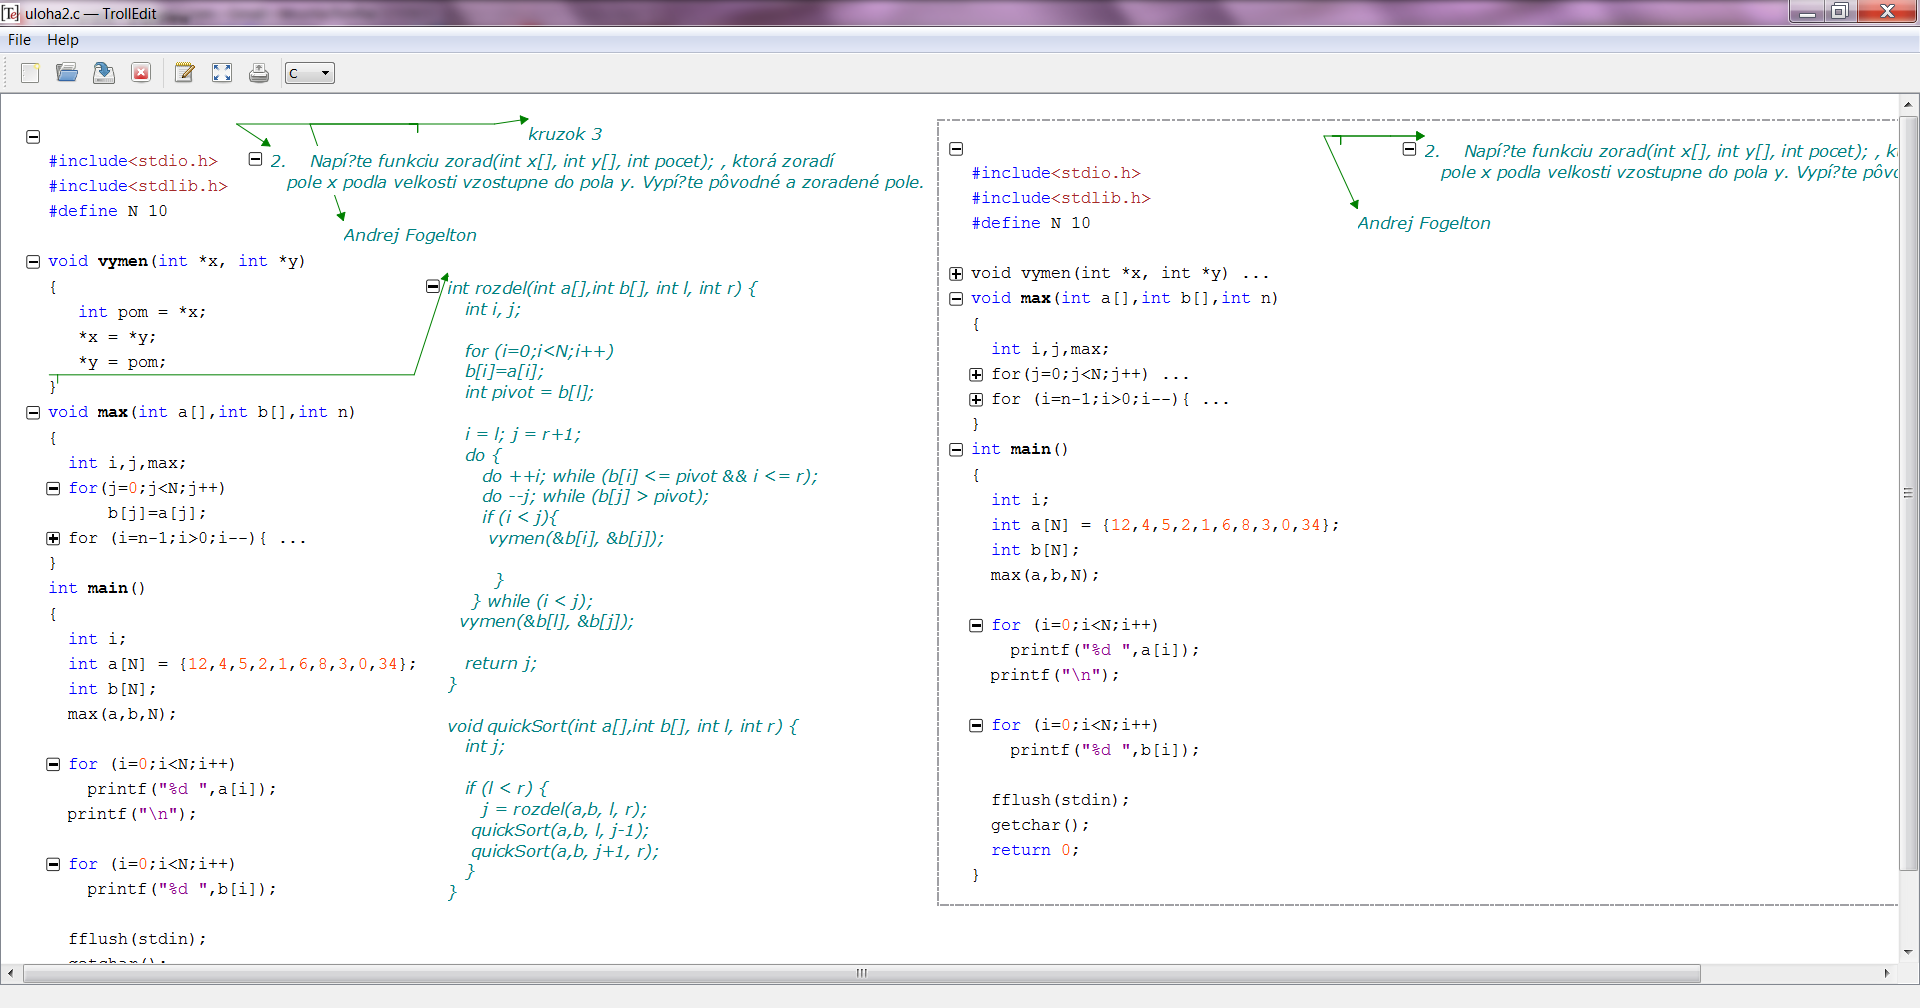 uloha2.c — TrollEdit
File Help
C
kruzok 3
2. Napí?te funkciu zorad(int x[], int y[], int pocet); , ktorá zoradí
pole x podla velkosti vzostupne do pola y. Vypí?te pôvodné a zoradené pole.
Andrej Fogelton
#include<stdio.h>
#include<stdlib.h>
#define N 10
void vymen(int *x, int *y)
{
int pom = *x;
*x = *y;
*y = pom;
}
void max(int a[],int b[],int n)
{
int i,j,max;
for(j=0;j<N;j++)
b[j]=a[j];
for (i=n-1;i>0;i--){ ...
}
int main()
{
int i;
int a[N] = {12,4,5,2,1,6,8,3,0,34};
int b[N];
max(a,b,N);
for (i=0;i<N;i++)
printf("%d ",a[i]);
printf("\n");
for (i=0;i<N;i++)
printf("%d ",b[i]);
fflush(stdin);
getchar();
int rozdel(int a[],int b[], int l, int r) {
int i, j;
for (i=0;i<N;i++)
b[i]=a[i];
int pivot = b[l];
i = l; j = r+1;
do {
do ++i; while (b[i] <= pivot && i <= r);
do --j; while (b[j] > pivot);
if (i < j){
vymen(&b[i], &b[j]);
}
} while (i < j);
vymen(&b[l], &b[j]);
return j;
}
void quickSort(int a[],int b[], int l, int r) {
int j;
if (l < r) {
j = rozdel(a,b, l, r);
quickSort(a,b, l, j-1);
quickSort(a,b, j+1, r);
}
}
2. Napí?te funkciu zorad(int x[], int y[], int pocet); ,
pole x podla velkosti vzostupne do pola y. Vypí?te
Andrej Fogelton
#include<stdio.h>
#include<stdlib.h>
#define N 10
void vymen(int *x, int *y) ...
void max(int a[],int b[],int n)
{
int i,j,max;
for(j=0;j<N;j++) ...
for (i=n-1;i>0;i--){ ...
}
int main()
{
int i;
int a[N] = {12,4,5,2,1,6,8,3,0,34};
int b[N];
max(a,b,N);
for (i=0;i<N;i++)
printf("%d ",a[i]);
printf("\n");
for (i=0;i<N;i++)
printf("%d ",b[i]);
fflush(stdin);
getchar();
return 0;
}